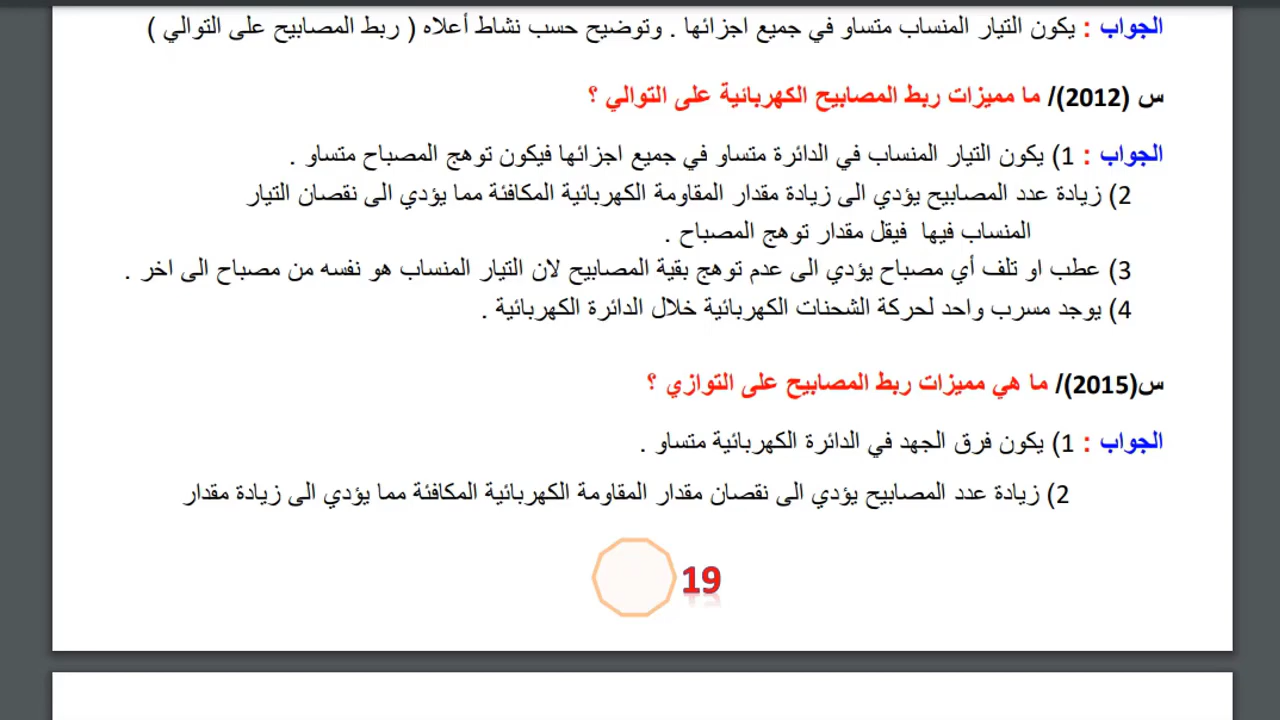 الجواب : يكون التيار المنساب متساو في جميع اجزائها . وتوضيح حسب نشاط أعلاه ( ربط المصابيح على التوالي )
س (2012)/ ما مميزات ربط المصابيح الكهربائية على التوالي ؟
الجواب : 1) يكون التيار المنساب في الدائرة متساو في جميع اجزائها فيكون توهج المصباح متساو .
2) زيادة عدد المصابيح يؤدي الى زيادة مقدار المقاومة الكهربائية المكافئة مما يؤدي الى نقصان التيار
المنساب فيها فيقل مقدار توهج المصباح .
3) عطب او تلف أي مصباح يؤدي الى عدم توهج بقية المصابيح لان التيار المنساب هو نفسه من مصباح الى اخر .
4) يوجد مسرب واحد لحركة الشحنات الكهربائية خلال الدائرة الكهربائية .
س(2015)/ ما هي مميزات ربط المصابيح على التوازي ؟
الجواب : 1) يكون فرق الجهد في الدائرة الكهربائية متساو .
2) زيادة عدد المصابيح يؤدي الى نقصان مقدار المقاومة الكهربائية المكافئة مما يؤدي الى زيادة مقدار
19